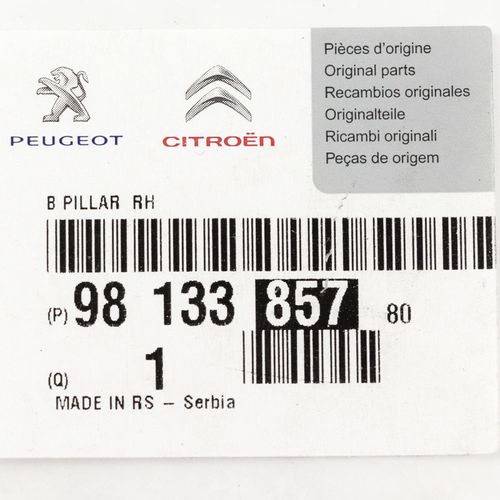 PEUGEOT
CITROËN
Pièces d'origine
Original parts
Recambios originales
Originalteile
Ricambi originali
Peças de origem
B PILLAR RH
(P) 98 133 857 80
(Q) 1
MADE IN RS – Serbia